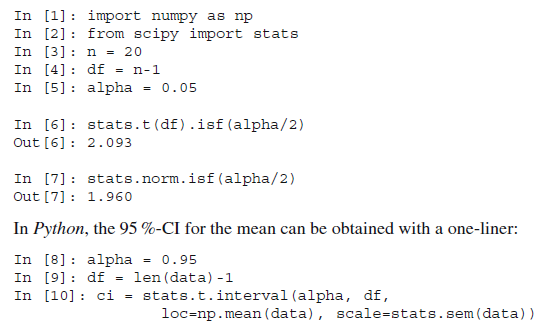 In [1]: import numpy as np
In [2]: from scipy import stats
In [3]: n = 20
In [4]: df = n-1
In [5]: alpha = 0.05
In [6]: stats.t(df).isf(alpha/2)
Out[6]: 2.093
In [7]: stats.norm.isf(alpha/2)
Out[7]: 1.960
In Python, the 95 %-CI for the mean can be obtained with a one-liner:
In [8]: alpha = 0.95
In [9]: df = len(data)-1
In [10]: ci = stats.t.interval(alpha, df,
loc=np.mean(data), scale=stats.sem(data))